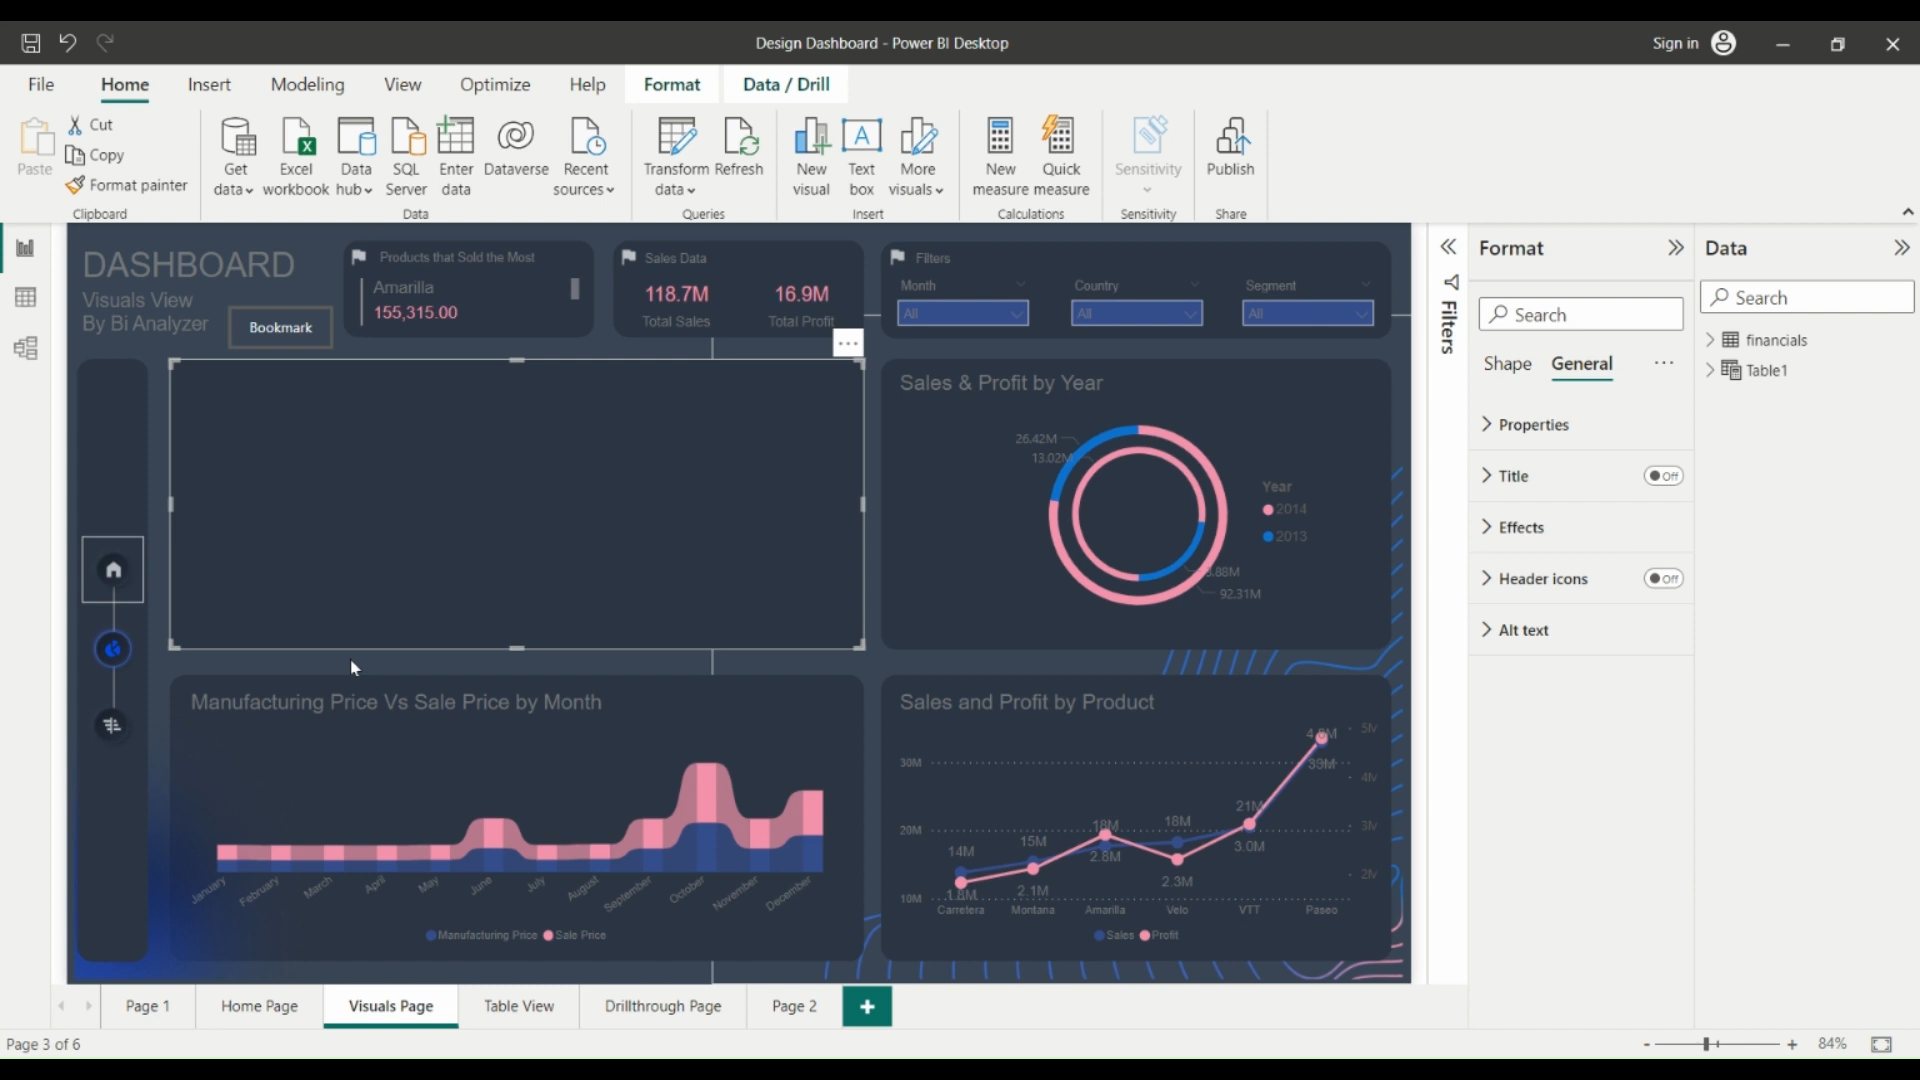 Design Dashboard - Power BI Desktop
Sign in
File Home Insert Modeling View Optimize Help Format Data / Drill
Paste
Cut
Copy
Format painter
Clipboard
Get data
Excel workbook
Data hub
SQL Server
Enter data
Dataverse
Recent sources
Data
Transform data
Refresh
Queries
New visual
Text box
More visuals
Insert
New measure
Quick measure
Calculations
Sensitivity
Sensitivity
Publish
Share
DASHBOARD
Visuals View
By Bi Analyzer
Bookmark
Products that Sold the Most
Amarilla
155,315.00
Sales Data
118.7M 16.9M
Total Sales Total Profit
Filters
Month Country Segment
All All All
Sales & Profit by Year
26.42M
13.02M
Year
2014
2013
3.88M
92.31M
Manufacturing Price Vs Sale Price by Month
January February March April May June July August September October November December
Manufacturing Price Sale Price
Sales and Profit by Product
30M
20M
10M
5M
4M
3M
2M
14M 15M 18M 18M 21M 39M
1.8M 2.1M 2.8M 2.3M 3.0M
Carretera Montana Amarilla Velo VTT Paseo
Sales Profit
Filters
Format
Search
Shape General
Properties
Title Off
Effects
Header icons Off
Alt text
Data
Search
financials
Table1
Page 1 Home Page Visuals Page Table View Drillthrough Page Page 2
Page 3 of 6
84%